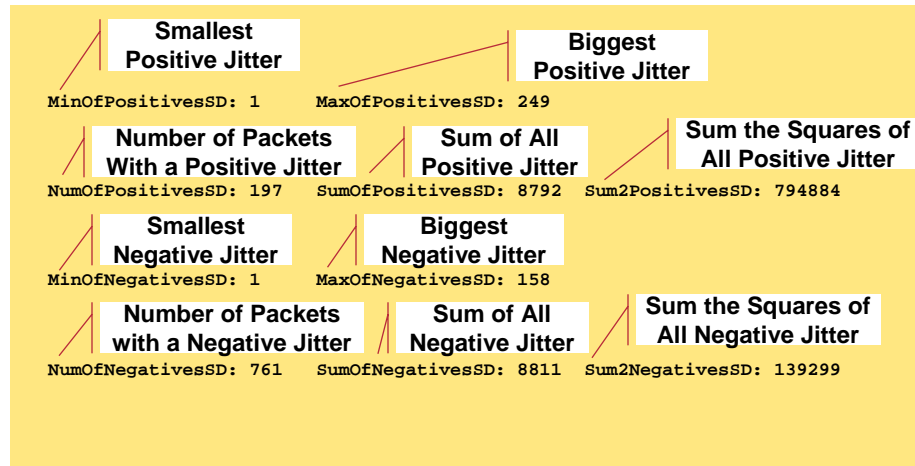 Smallest
Positive Jitter
Biggest
Positive Jitter
MinOfPositivesSD: 1 MaxOfPositivesSD: 249
Number of Packets
With a Positive Jitter
Sum of All
Positive Jitter
Sum the Squares of
All Positive Jitter
NumOfPositivesSD: 197 SumOfPositivesSD: 8792 Sum2PositivesSD: 794884
Smallest
Negative Jitter
Biggest
Negative Jitter
MinOfNegativesSD: 1 MaxOfNegativesSD: 158
Number of Packets
with a Negative Jitter
Sum of All
Negative Jitter
Sum the Squares of
All Negative Jitter
NumOfNegativesSD: 761 SumOfNegativesSD: 8811 Sum2NegativesSD: 139299